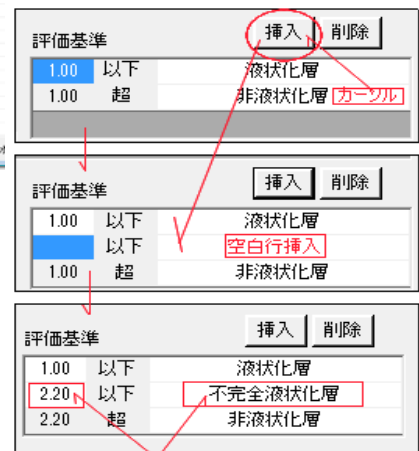 評価基準 挿入 削除
1.00 以下 液状化層
1.00 超 非液状化層 カーソル
評価基準 挿入 削除
1.00 以下 液状化層
以下 空白行挿入
1.00 超 非液状化層
評価基準 挿入 削除
1.00 以下 液状化層
2.20 以下 不完全液状化層
2.20 超 非液状化層